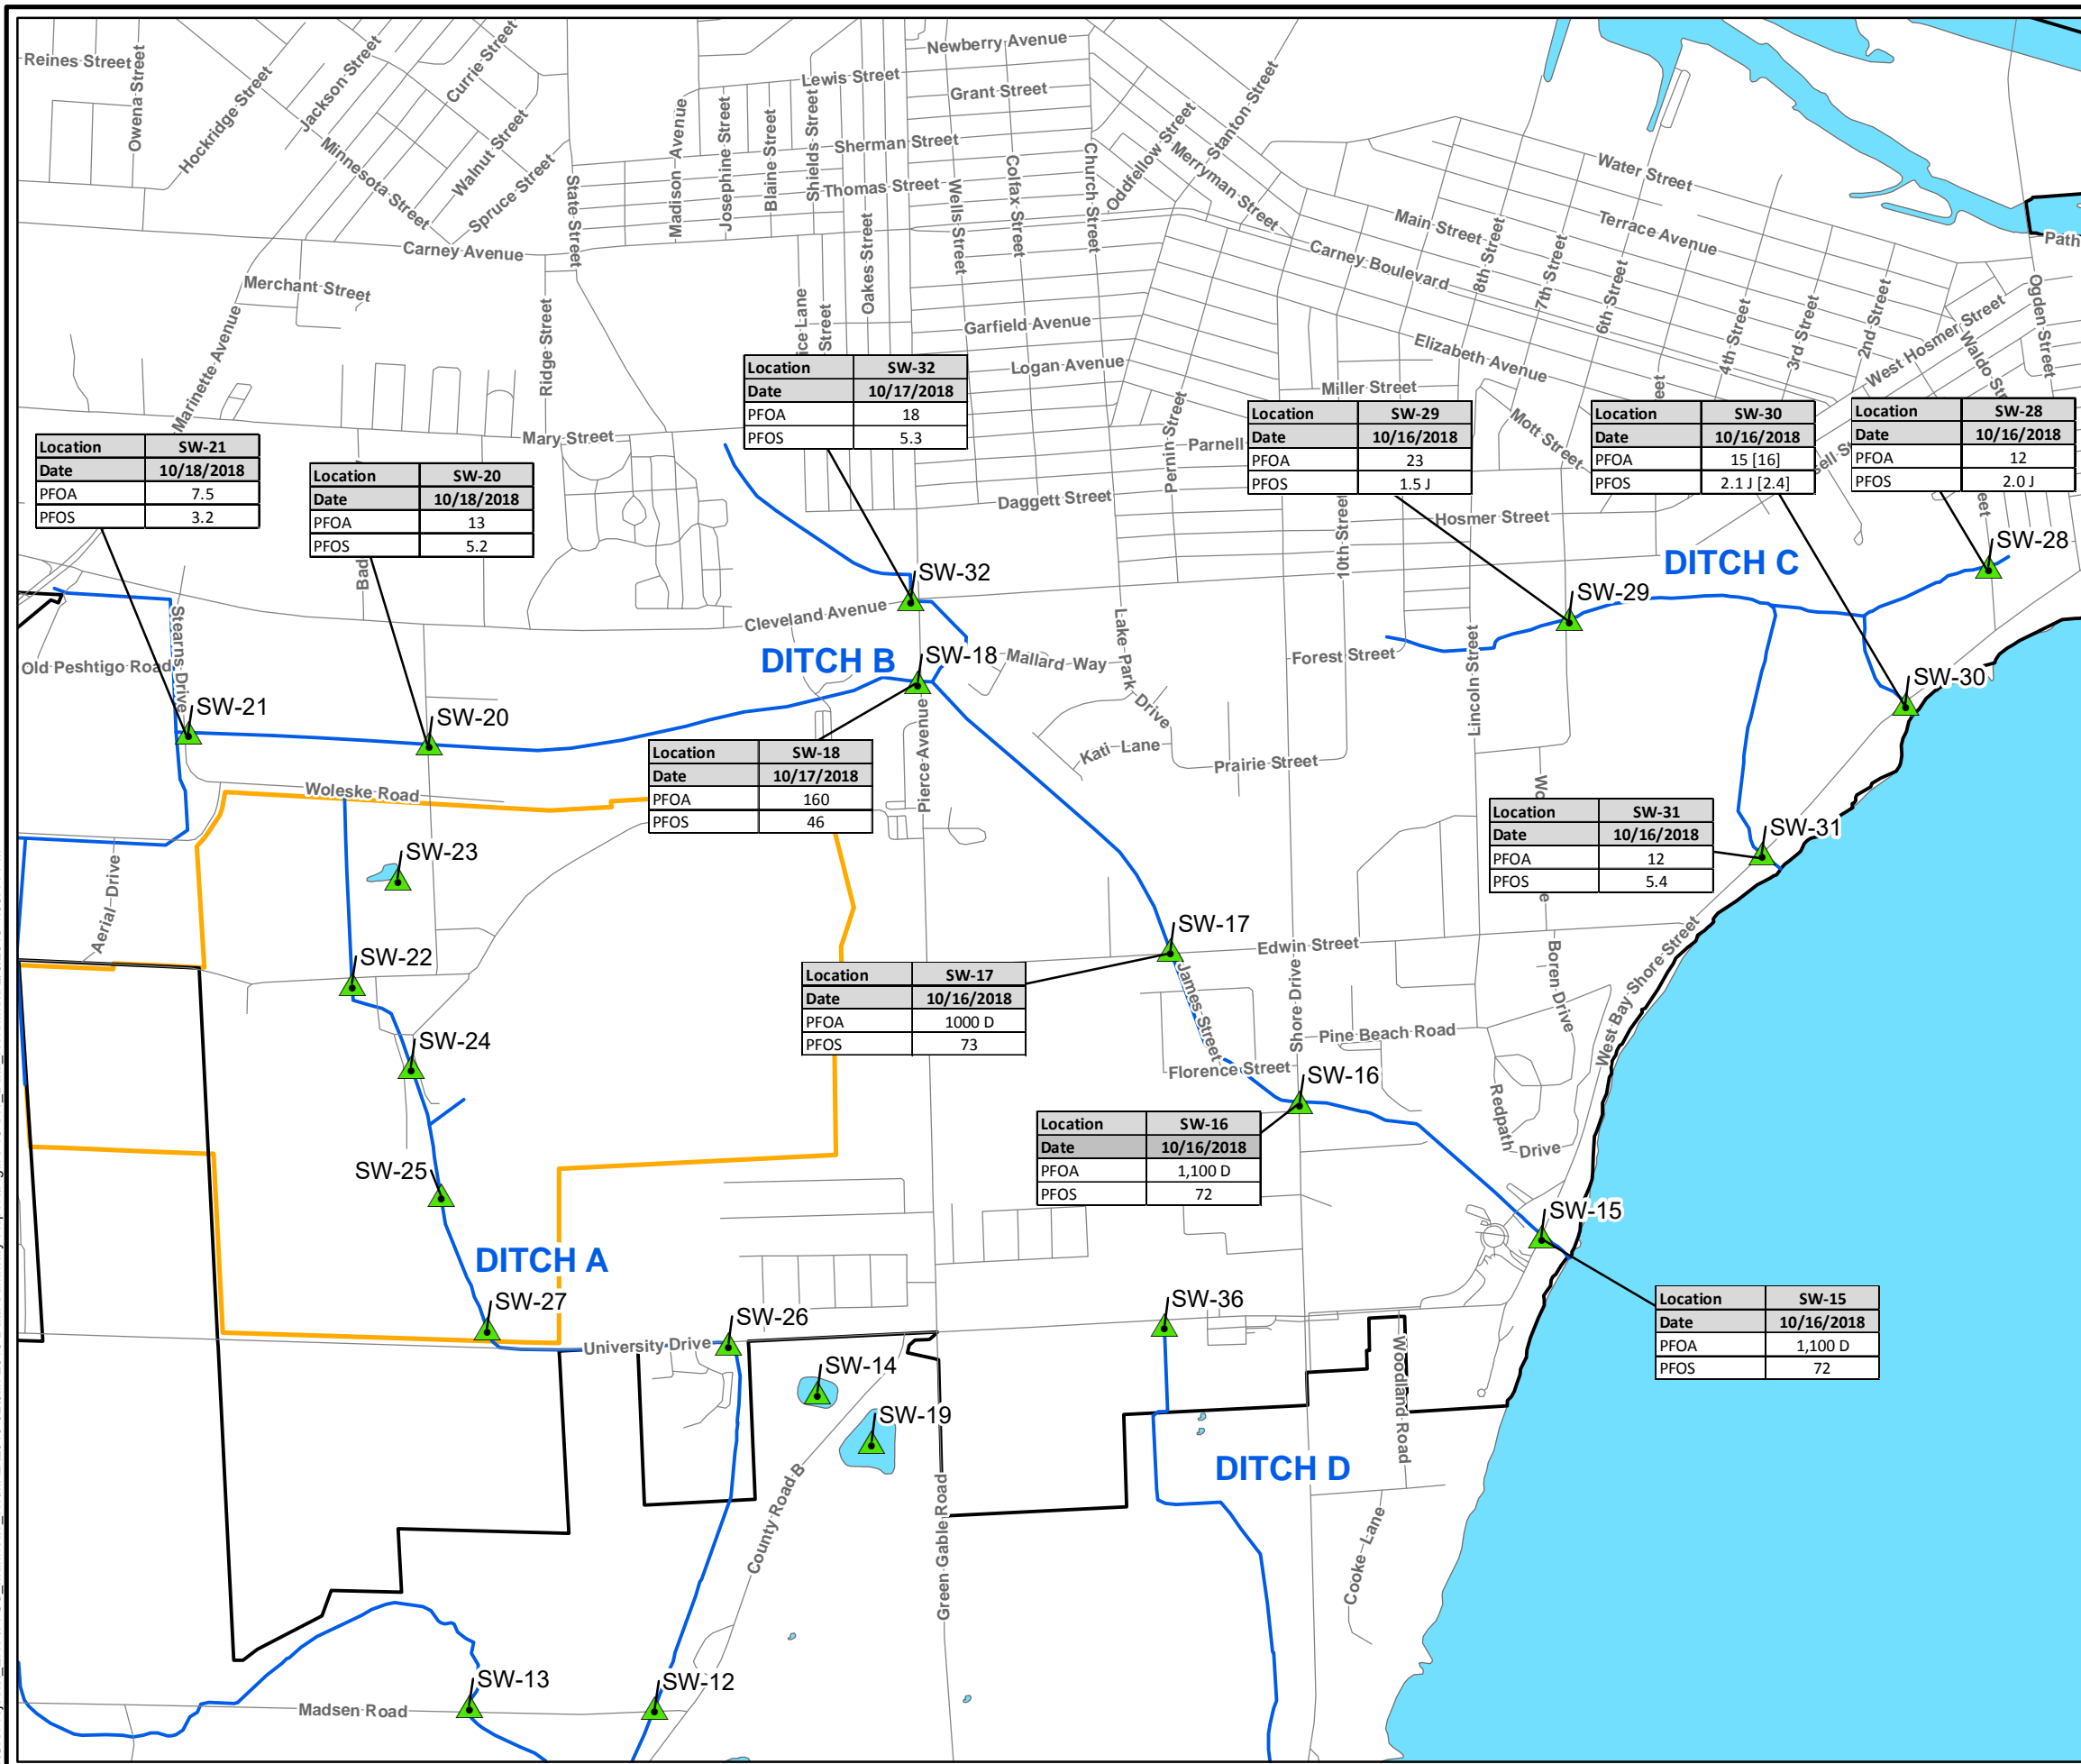 Reines Street
Owena Street
Hockridge Street
Jackson Street
Currie Street
Minnesota Street
Walnut Street
Spruce Street
State Street
Carney Avenue
Merchant Street
Marinette Avenue
Ridge Street
Madison Avenue
Josephine Street
Blaine Street
Shields Street
Lewis Street
Newberry Avenue
Grant Street
Sherman Street
Thomas Street
Oakes Street
Wells Street
Colfax Street
Church Street
Oddfellow Street
Stanton Street
Merryman Street
Water Street
Main Street
Terrace Avenue
Carney Boulevard
8th Street
7th Street
6th Street
4th Street
3rd Street
2nd Street
West Hosmer Street
Ogden Street
Path
Garfield Avenue
Logan Avenue
Elizabeth Avenue
Miller Street
Mott Street
Parnell
Pernin Street
Daggett Street
10th Street
Hosmer Street
Mary Street
ice Lane
Street
Location SW-32
Date 10/17/2018
PFOA 18
PFOS 5.3
Location SW-29
Date 10/16/2018
PFOA 23
PFOS 1.5 J
Location SW-30
Date 10/16/2018
PFOA 15 [16]
PFOS 2.1 J [2.4]
Location SW-28
Date 10/16/2018
PFOA 12
PFOS 2.0 J
Location SW-21
Date 10/18/2018
PFOA 7.5
PFOS 3.2
Location SW-20
Date 10/18/2018
PFOA 13
PFOS 5.2
Bad
SW-32
SW-28
DITCH C
SW-29
Cleveland Avenue
Stearns Drive
Old Peshtigo Road
DITCH B
SW-18
Mallard Way
Lake Park Drive
Forest Street
Lincoln Street
SW-30
SW-21
SW-20
Kati Lane
Prairie Street
Pierce Avenue
Location SW-18
Date 10/17/2018
PFOA 160
PFOS 46
Woleske Road
Location SW-31
Date 10/16/2018
PFOA 12
PFOS 5.4
SW-31
SW-23
Aerial Drive
SW-22
SW-17
Edwin Street
Location SW-17
Date 10/16/2018
PFOA 1000 D
PFOS 73
James Street
Shore Drive
Boren Drive
West Bay Shore Street
Pine Beach Road
SW-24
Florence Street
SW-16
Redpath Drive
Location SW-16
Date 10/16/2018
PFOA 1,100 D
PFOS 72
SW-25
SW-15
DITCH A
Location SW-15
Date 10/16/2018
PFOA 1,100 D
PFOS 72
SW-27
SW-26
SW-36
University Drive
SW-14
SW-19
Woodland Road
DITCH D
County Road B
Green Gable Road
Cooke Lane
SW-13
SW-12
Madsen Road